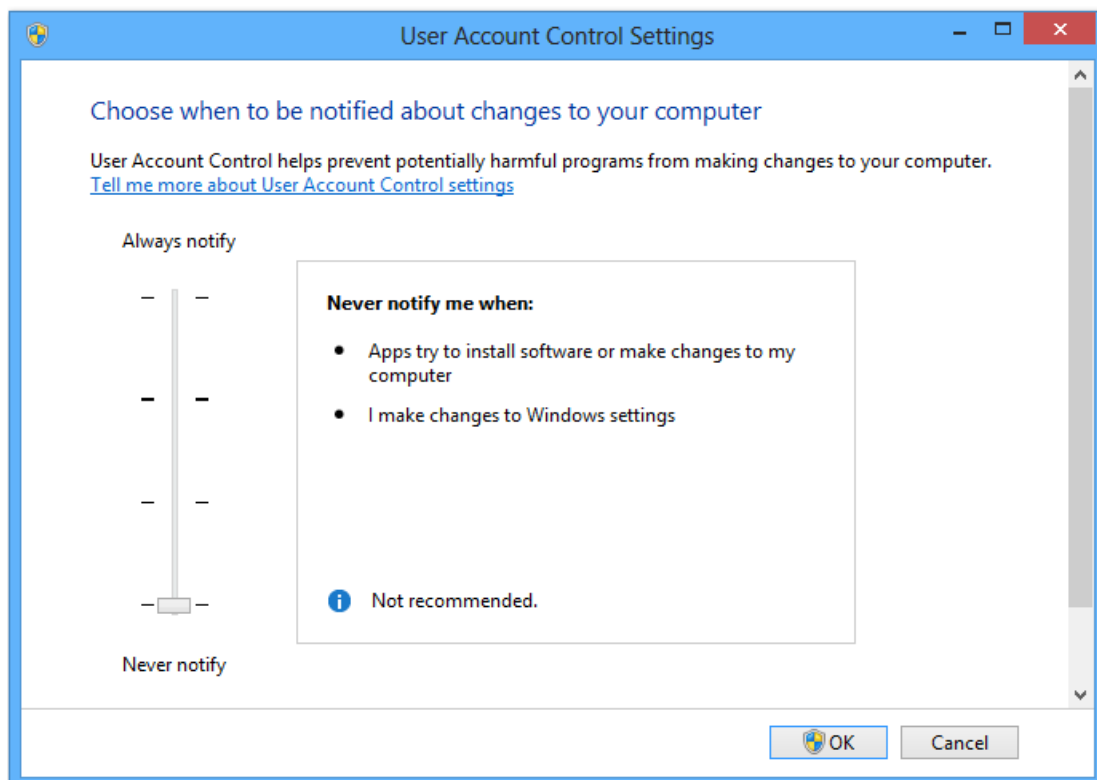 User Account Control Settings
Choose when to be notified about changes to your computer
User Account Control helps prevent potentially harmful programs from making changes to your computer.
Tell me more about User Account Control settings
Always notify
Never notify me when:
Apps try to install software or make changes to my
computer
I make changes to Windows settings
Not recommended.
Never notify
OK
Cancel